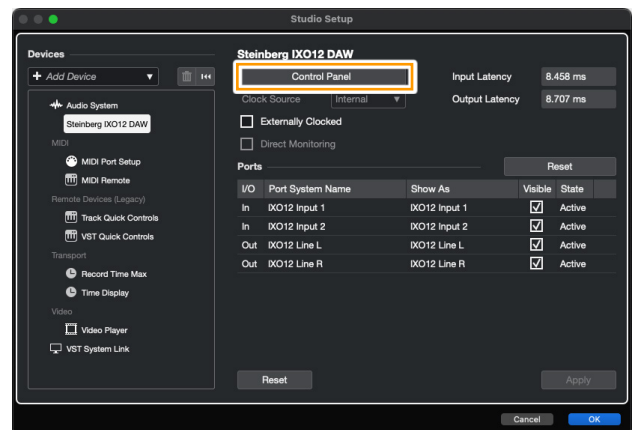 Studio Setup
Devices
+ Add Device
Audio System
Steinberg IXO12 DAW
MIDI
MIDI Port Setup
MIDI Remote
Remote Devices (Legacy)
Track Quick Controls
VST Quick Controls
Transport
Record Time Max
Time Display
Video
Video Player
VST System Link
Steinberg IXO12 DAW
Control Panel
Input Latency 8.458 ms
Clock Source Internal
Output Latency 8.707 ms
Externally Clocked
Direct Monitoring
Ports
Reset
I/O Port System Name Show As Visible State
In IXO12 Input 1 IXO12 Input 1 Active
In IXO12 Input 2 IXO12 Input 2 Active
Out IXO12 Line L IXO12 Line L Active
Out IXO12 Line R IXO12 Line R Active
Reset
Apply
Cancel
OK